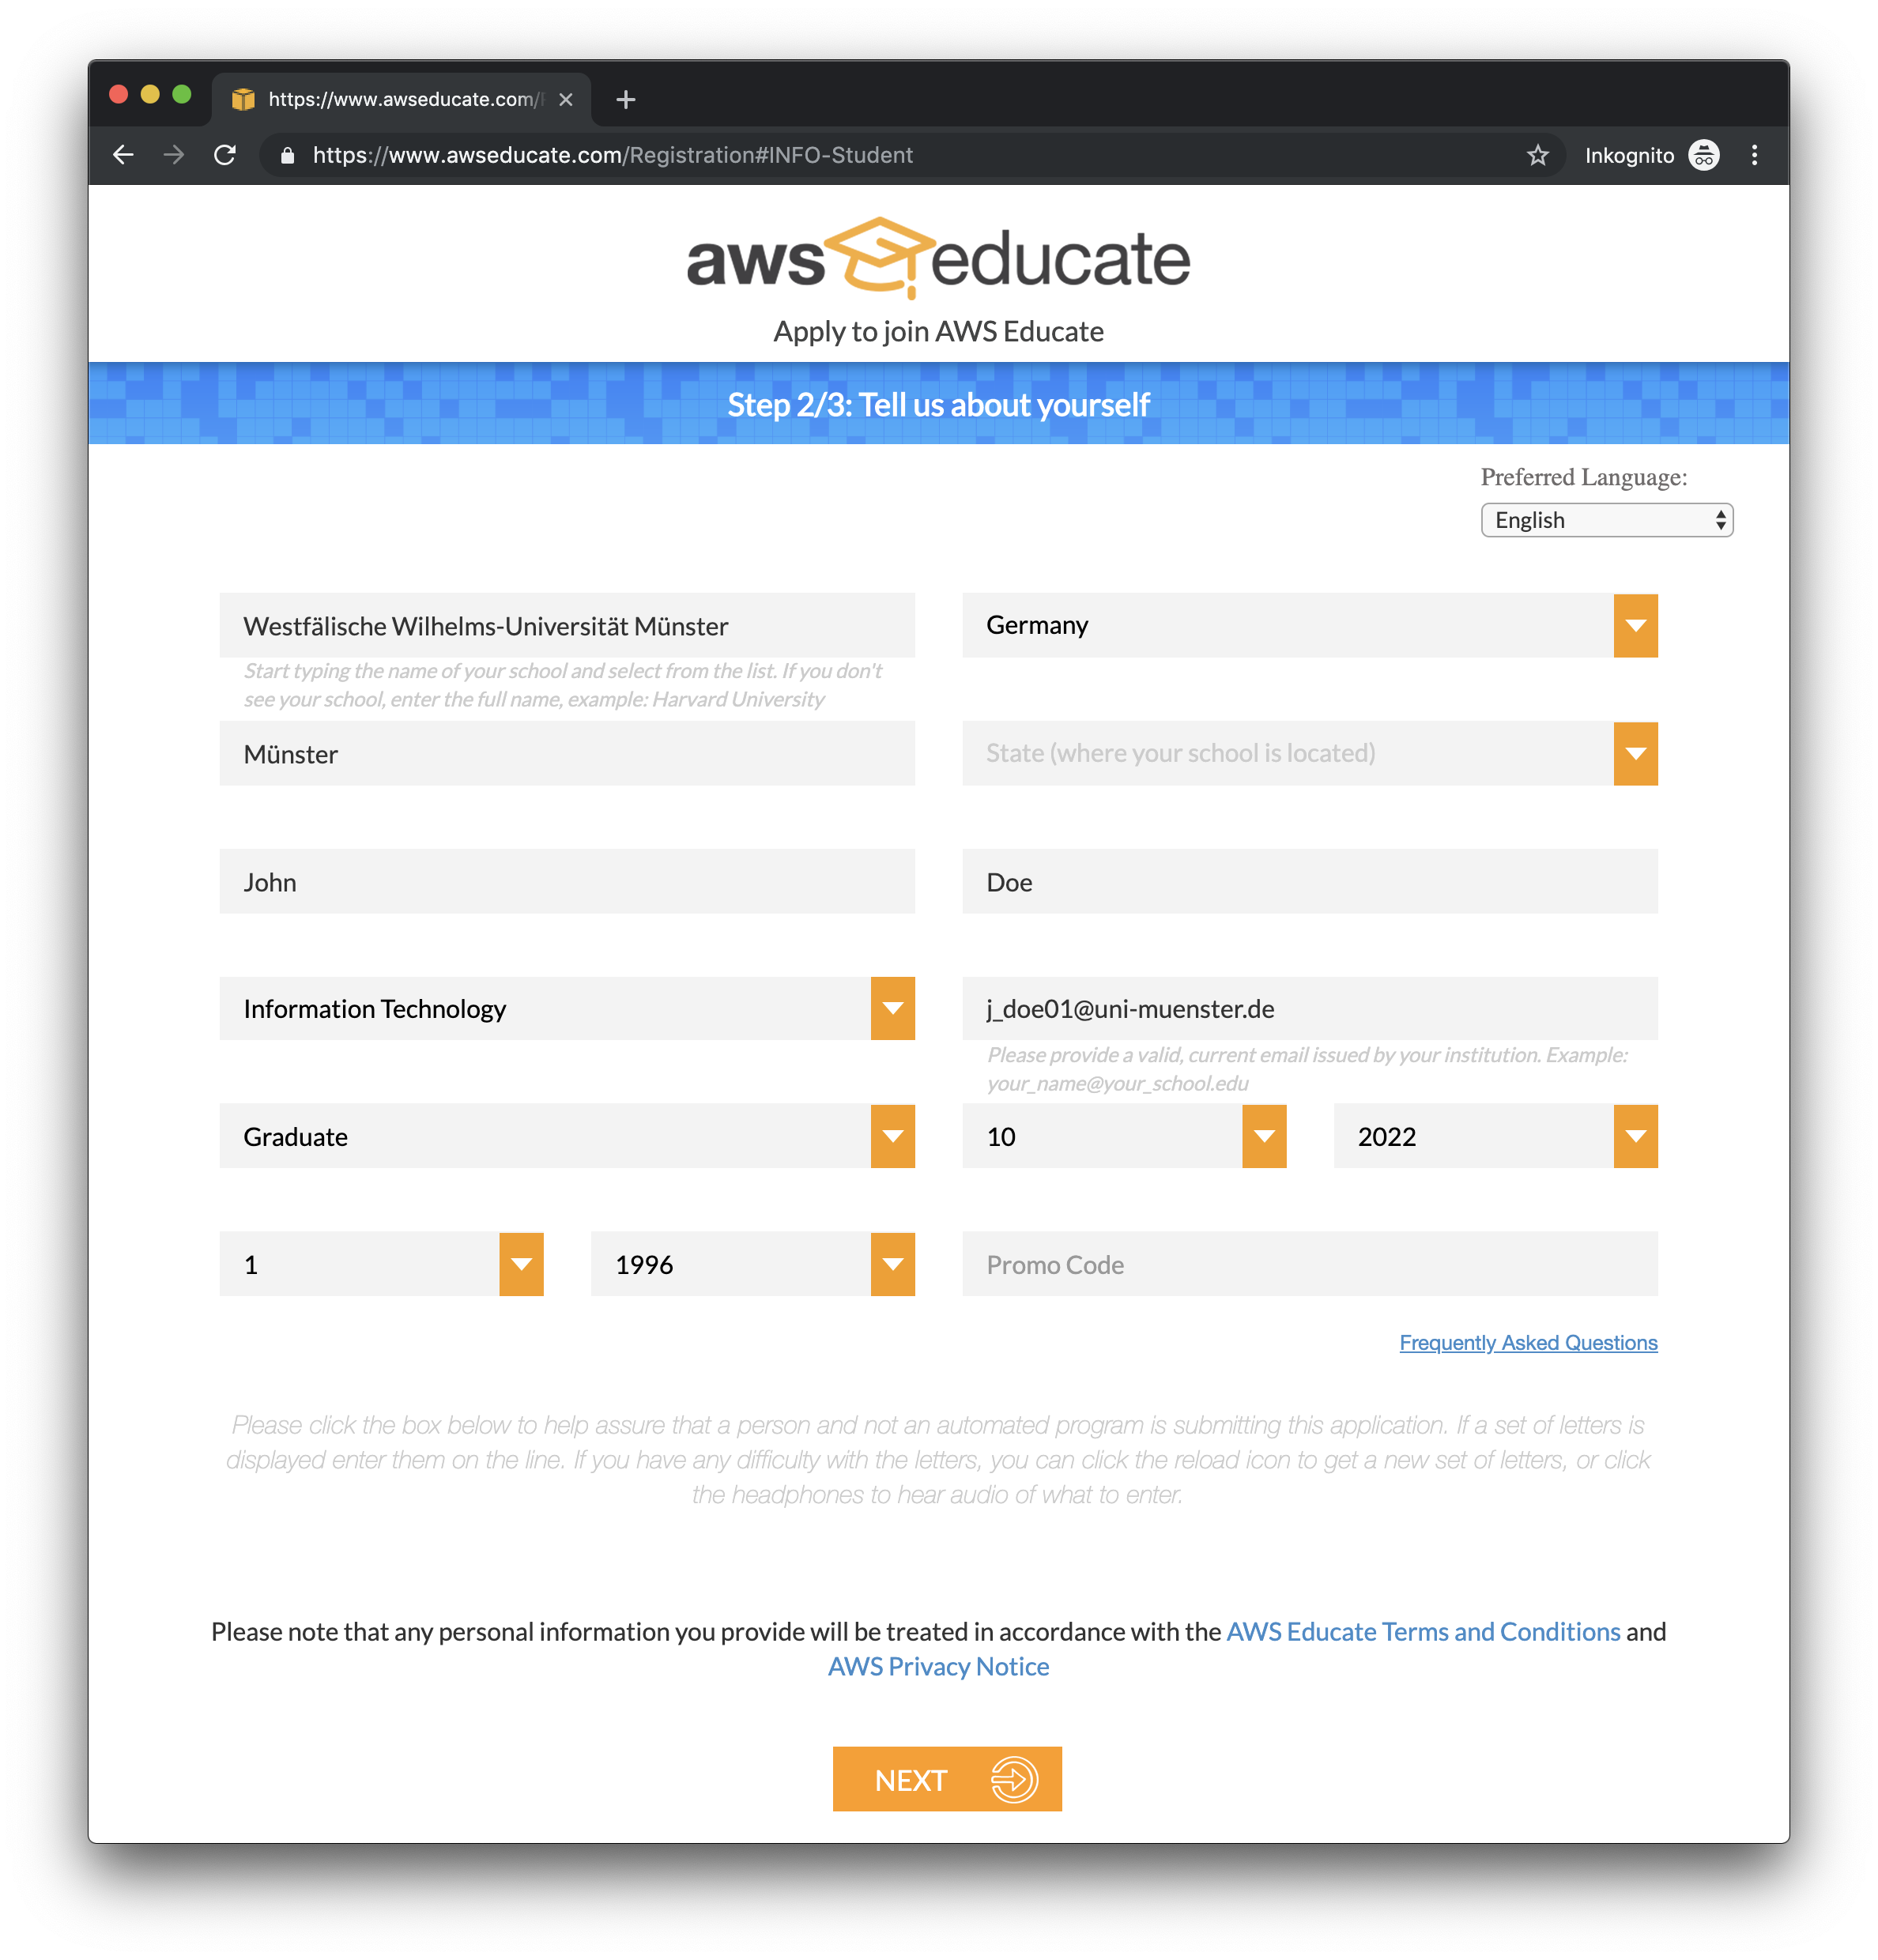 https://www.awseducate.com/
https://www.awseducate.com/Registration#INFO-Student
Inkognito
aws educate
Apply to join AWS Educate
Step 2/3: Tell us about yourself
Preferred Language:
English
Westfälische Wilhelms-Universität Münster
Germany
Start typing the name of your school and select from the list. If you don't
see your school, enter the full name, example: Harvard University
Münster
State (where your school is located)
John
Doe
Information Technology
j_doe01@uni-muenster.de
Please provide a valid, current email issued by your institution. Example:
your_name@your_school.edu
Graduate
10
2022
1
1996
Promo Code
Frequently Asked Questions
Please click the box below to help assure that a person and not an automated program is submitting this application. If a set of letters is
displayed enter them on the line. If you have any difficulty with the letters, you can click the reload icon to get a new set of letters, or click
the headphones to hear audio of what to enter.
Please note that any personal information you provide will be treated in accordance with the AWS Educate Terms and Conditions and
AWS Privacy Notice
NEXT